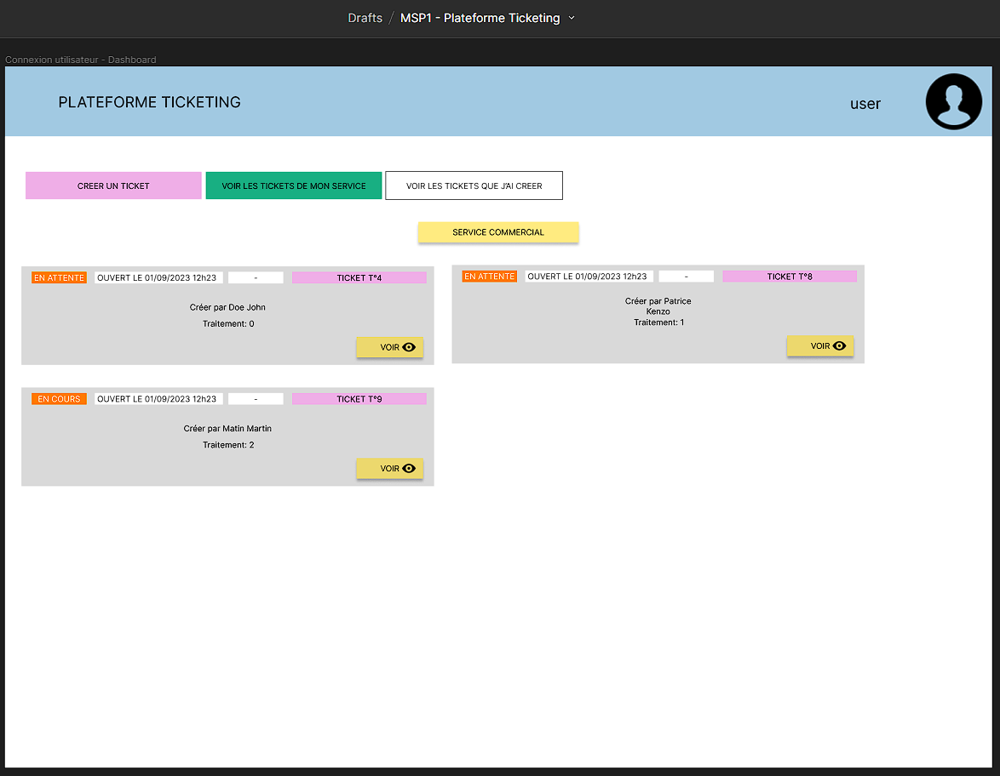 Drafts / MSP1 - Plateforme Ticketing
Connexion utilisateur - Dashboard
PLATEFORME TICKETING
user
CREER UN TICKET
VOIR LES TICKETS DE MON SERVICE
VOIR LES TICKETS QUE J'AI CREER
SERVICE COMMERCIAL
EN ATTENTE OUVERT LE 01/09/2023 12h23 - TICKET T°4
Créer par Doe John
Traitement: 0
VOIR
EN ATTENTE OUVERT LE 01/09/2023 12h23 - TICKET T°8
Créer par Patrice
Kenzo
Traitement: 1
VOIR
EN COURS OUVERT LE 01/09/2023 12h23 - TICKET T°9
Créer par Matin Martin
Traitement: 2
VOIR